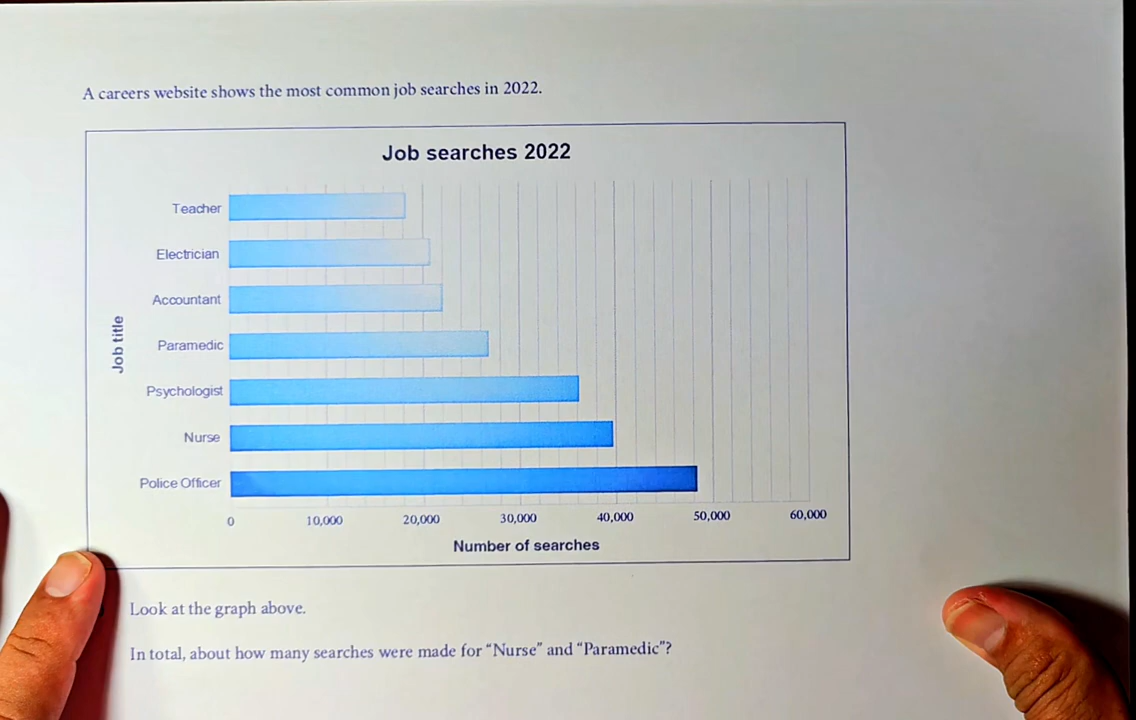 A careers website shows the most common job searches in 2022.
Job searches 2022
Job title
Teacher
Electrician
Accountant
Paramedic
Psychologist
Nurse
Police Officer
0 10,000 20,000 30,000 40,000 50,000 60,000
Number of searches
Look at the graph above.
In total, about how many searches were made for “Nurse” and “Paramedic”?